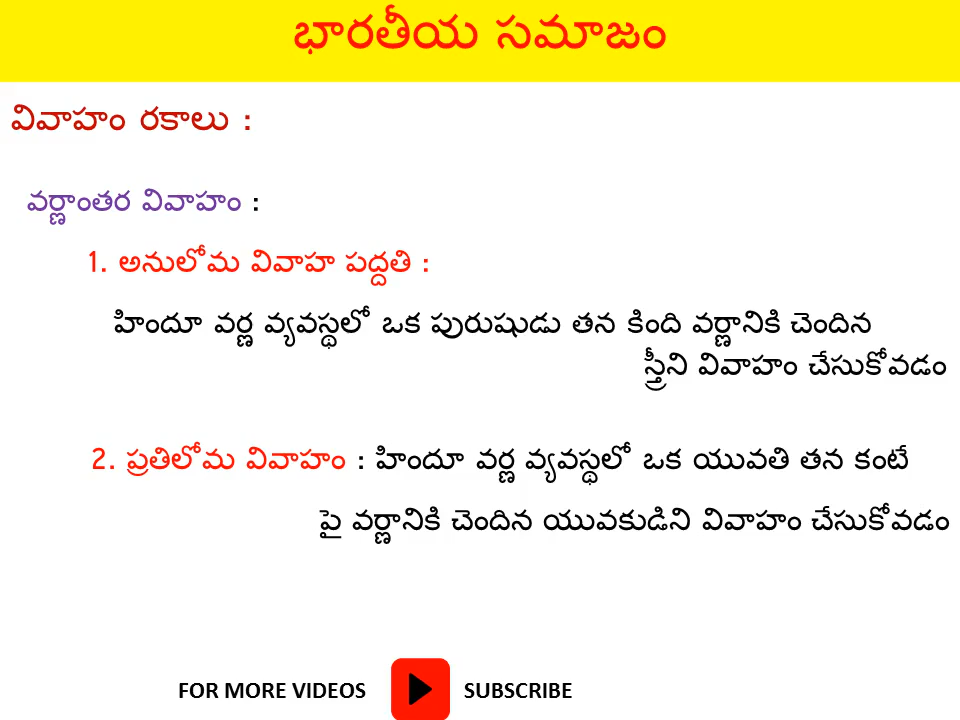 భారతీయ సమాజం
వివాహం రకాలు :
వర్ణాంతర వివాహం :
1. అనులోమ వివాహ పద్దతి :
హిందూ వర్ణ వ్యవస్థలో ఒక పురుషుడు తన కింది వర్ణానికి చెందిన
స్త్రీని వివాహం చేసుకోవడం
2. ప్రతిలోమ వివాహం : హిందూ వర్ణ వ్యవస్థలో ఒక యువతి తన కంటే
పై వర్ణానికి చెందిన యువకుడిని వివాహం చేసుకోవడం
FOR MORE VIDEOS SUBSCRIBE